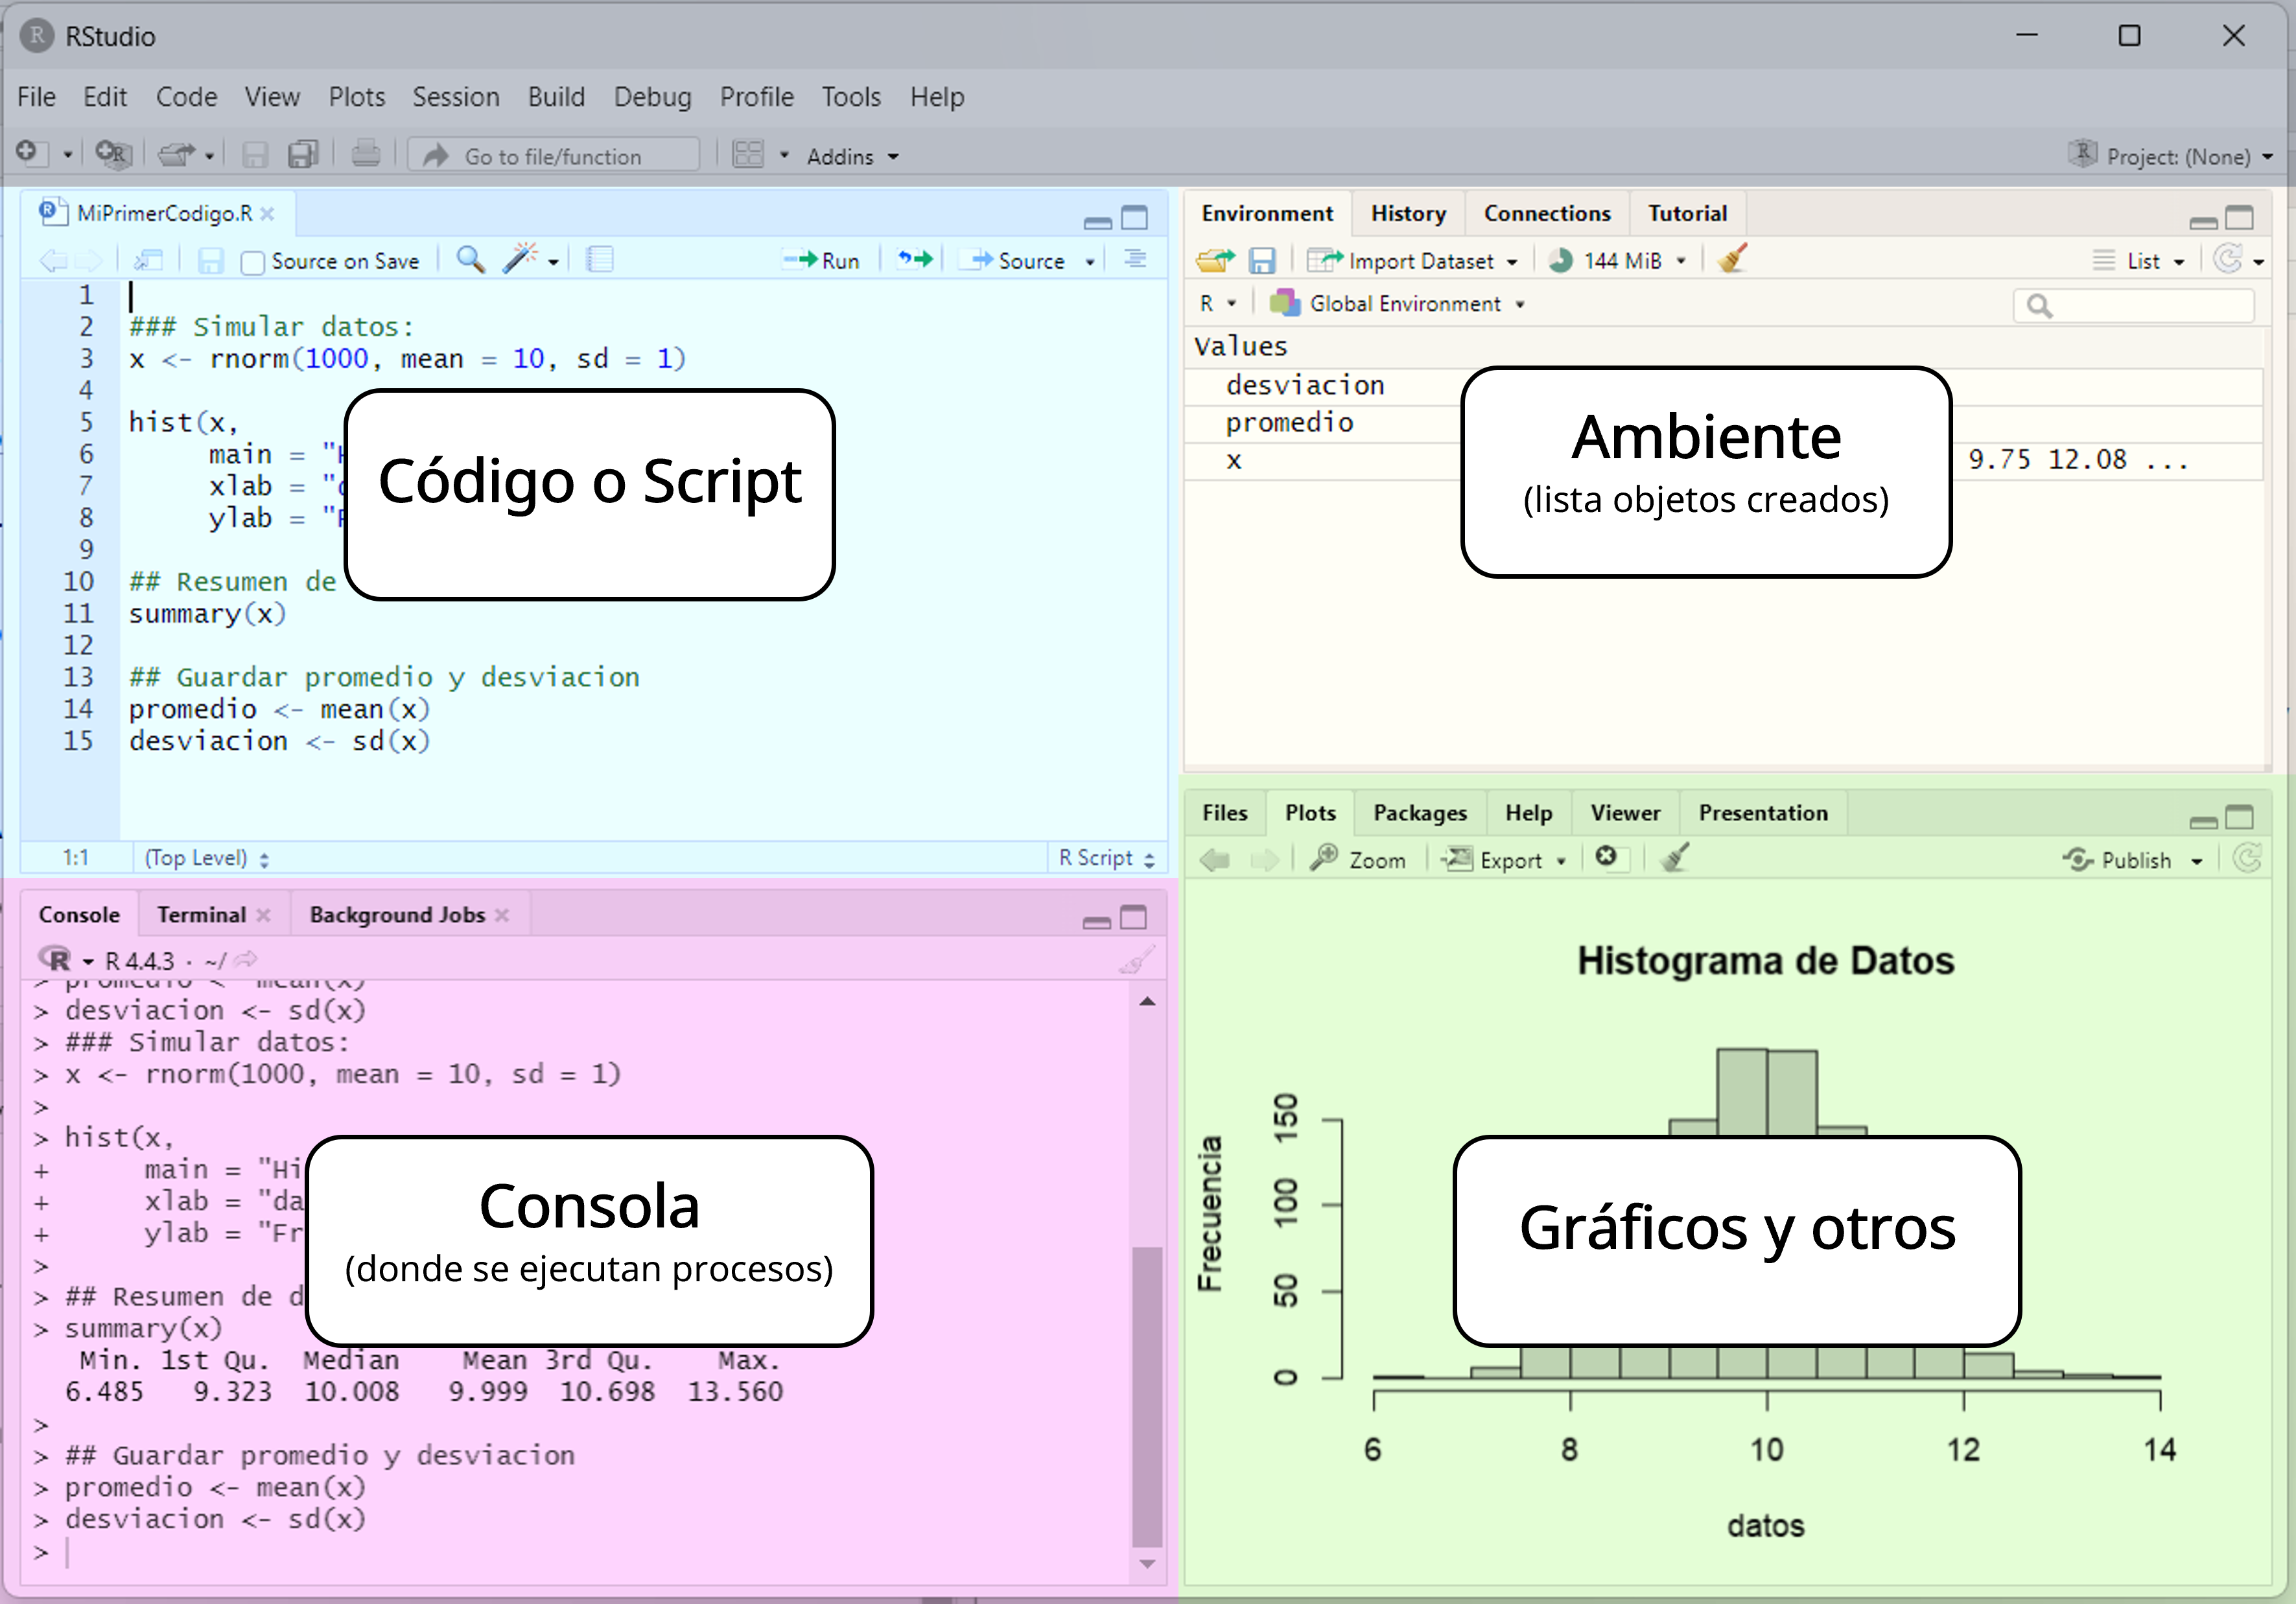 RStudio
File Edit Code View Plots Session Build Debug Profile Tools Help
Go to file/function Addins Project: (None)
MiPrimerCodigo.R
Source on Save Run Source
1
2 ### Simular datos:
3 x <- rnorm(1000, mean = 10, sd = 1)
4
5 hist(x,
6 main = "
7 xlab = "
8 ylab = "
9
10 ## Resumen de
11 summary(x)
12
13 ## Guardar promedio y desviacion
14 promedio <- mean(x)
15 desviacion <- sd(x)
Código o Script
1:1 (Top Level) R Script
Environment History Connections Tutorial
Import Dataset 144 MiB List
R Global Environment
Values
desviacion
promedio
x 9.75 12.08 ...
Ambiente
(lista objetos creados)
Console Terminal Background Jobs
R 4.4.3 · ~/
> promedio <- mean(x)
> desviacion <- sd(x)
> ### Simular datos:
> x <- rnorm(1000, mean = 10, sd = 1)
>
> hist(x,
+ main = "Hi
+ xlab = "da
+ ylab = "Fr
>
> ## Resumen de d
> summary(x)
Min. 1st Qu. Median Mean 3rd Qu. Max.
6.485 9.323 10.008 9.999 10.698 13.560
>
> ## Guardar promedio y desviacion
> promedio <- mean(x)
> desviacion <- sd(x)
>
Consola
(donde se ejecutan procesos)
Files Plots Packages Help Viewer Presentation
Zoom Export Publish
Histograma de Datos
Frecuencia
150
100
50
0
6 8 10 12 14
datos
Gráficos y otros